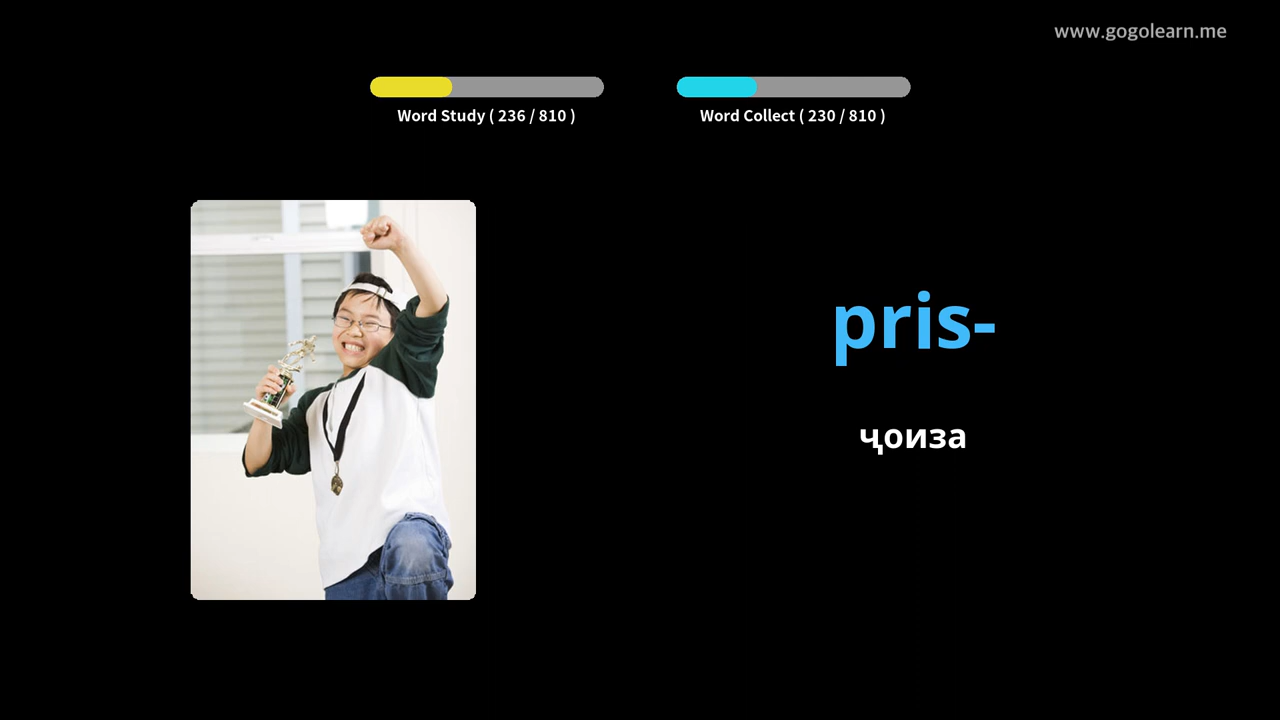 www.gogolearn.me
Word Study ( 236 / 810 )
Word Collect ( 230 / 810 )
pris-
ҷоиза